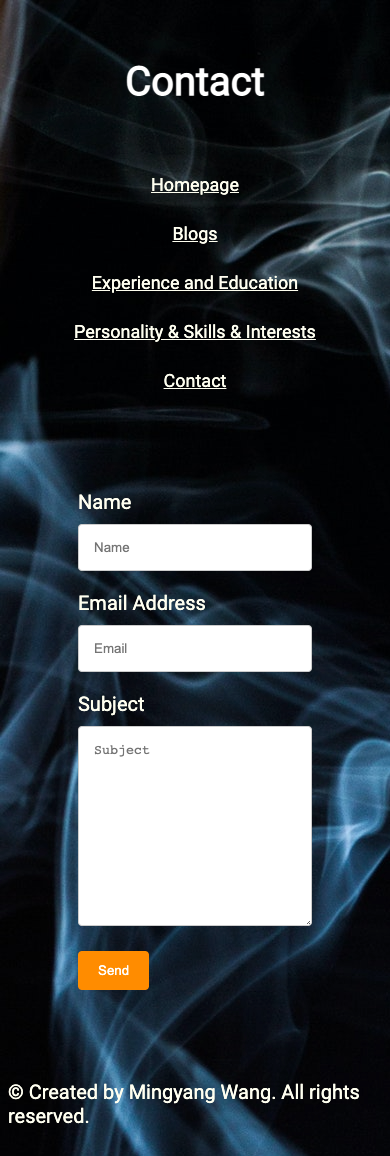 Contact
Homepage
Blogs
Experience and Education
Personality & Skills & Interests
Contact
Name
Name
Email Address
Email
Subject
Subject
Send
© Created by Mingyang Wang. All rights
reserved.